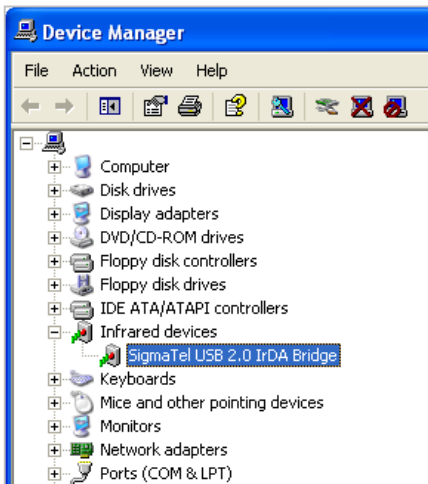 Device Manager
File Action View Help
Computer
Disk drives
Display adapters
DVD/CD-ROM drives
Floppy disk controllers
Floppy disk drives
IDE ATA/ATAPI controllers
Infrared devices
SigmaTel USB 2.0 IrDA Bridge
Keyboards
Mice and other pointing devices
Monitors
Network adapters
Ports (COM & LPT)